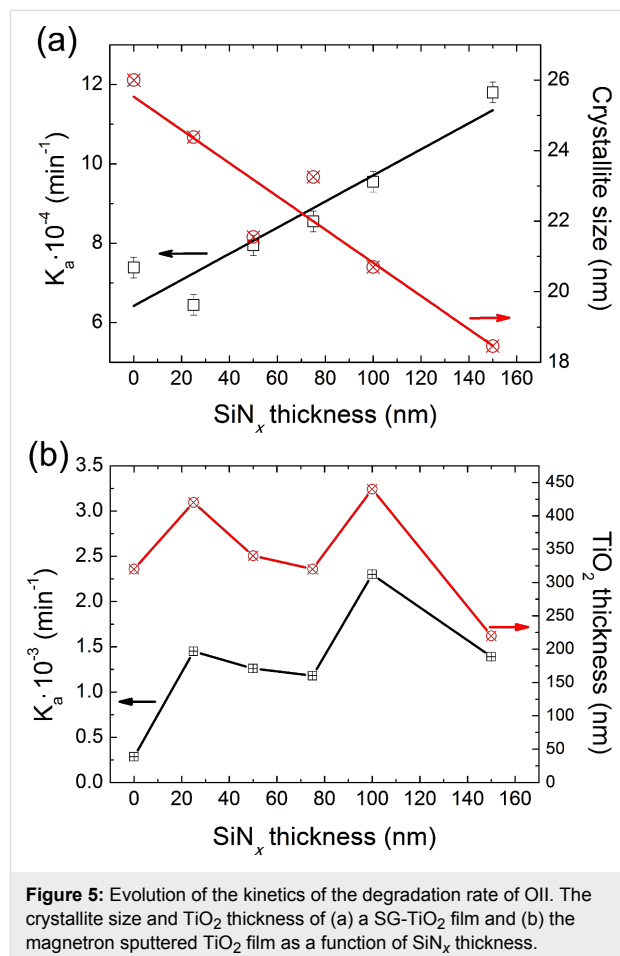 (a)
12
10
8
6
Kₐ·10⁻⁴ (min⁻¹)
26
24
22
20
18
Crystallite size (nm)
0 20 40 60 80 100 120 140 160
SiNₓ thickness (nm)
(b)
3.5
3.0
2.5
2.0
1.5
1.0
0.5
0.0
Kₐ·10⁻³ (min⁻¹)
450
400
350
300
250
200
150
100
50
0
TiO₂ thickness (nm)
0 20 40 60 80 100 120 140 160
SiNₓ thickness (nm)
Figure 5: Evolution of the kinetics of the degradation rate of OII. The
crystallite size and TiO₂ thickness of (a) a SG-TiO₂ film and (b) the
magnetron sputtered TiO₂ film as a function of SiNₓ thickness.